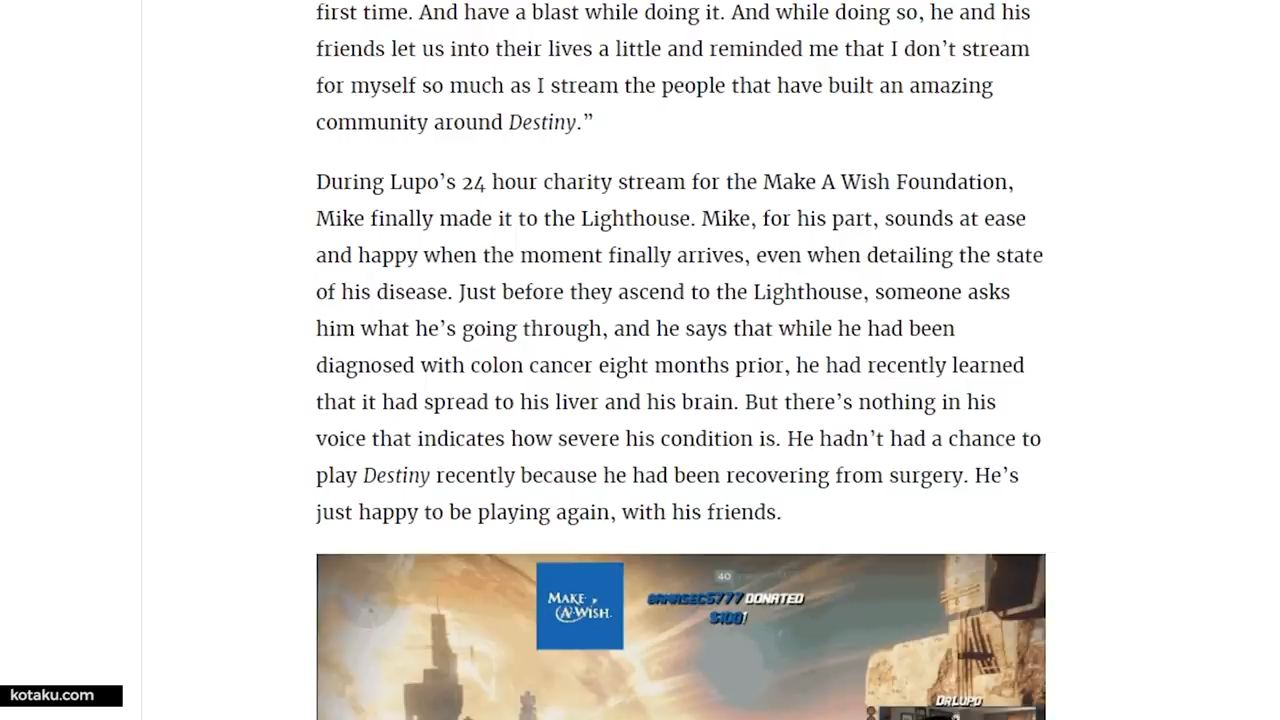 first time. And have a blast while doing it. And while doing so, he and his
friends let us into their lives a little and reminded me that I don’t stream
for myself so much as I stream the people that have built an amazing
community around Destiny.”
During Lupo’s 24 hour charity stream for the Make A Wish Foundation,
Mike finally made it to the Lighthouse. Mike, for his part, sounds at ease
and happy when the moment finally arrives, even when detailing the state
of his disease. Just before they ascend to the Lighthouse, someone asks
him what he’s going through, and he says that while he had been
diagnosed with colon cancer eight months prior, he had recently learned
that it had spread to his liver and his brain. But there’s nothing in his
voice that indicates how severe his condition is. He hadn’t had a chance to
play Destiny recently because he had been recovering from surgery. He’s
just happy to be playing again, with his friends.
40
MAKE
A-WISH.
DONATED
$100!
DRLUPO
kotaku.com